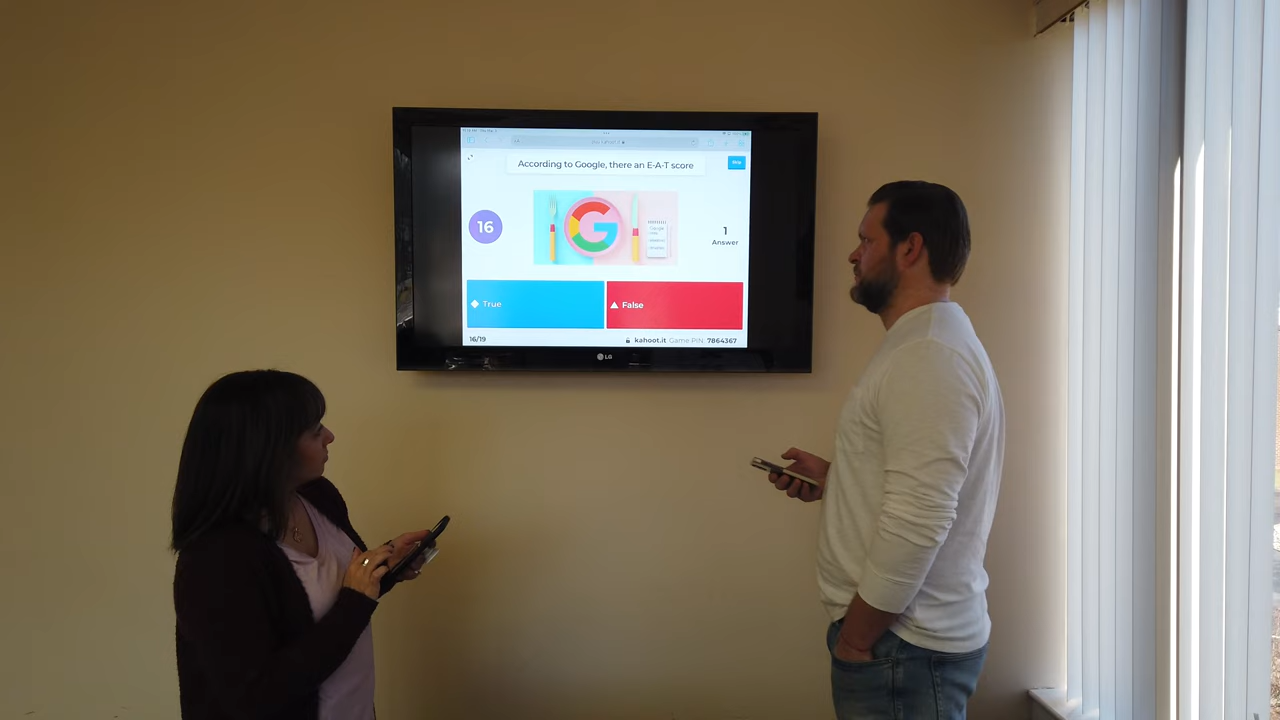 According to Google, there an E-A-T score
Skip
16
1
Answer
True
False
16/19
kahoot.it Game PIN: 7864367
LG